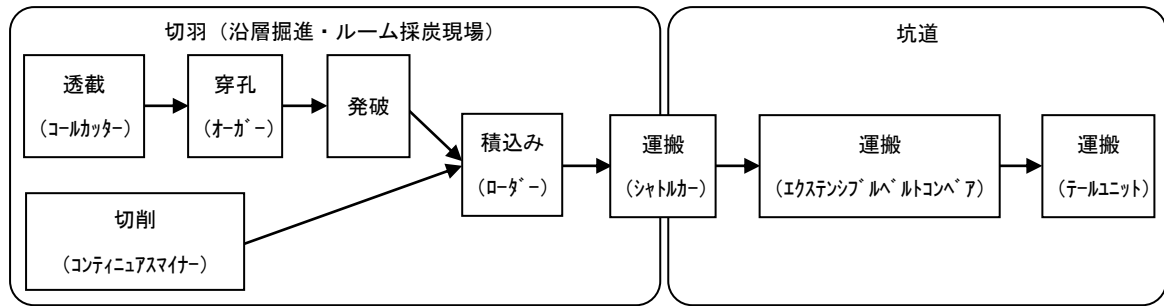 切羽（沿層掘進・ルーム採炭現場）
坑道
透截
（ｺｰﾙｶｯﾀｰ）
穿孔
（ｵｰｶﾞｰ）
発破
積込み
（ﾛｰﾀﾞｰ）
運搬
（ｼｬﾄﾙｶｰ）
運搬
（ｴｸｽﾃﾝｼﾌﾞﾙﾍﾞﾙﾄｺﾝﾍﾞｱ）
運搬
（ﾃｰﾙﾕﾆｯﾄ）
切削
（ｺﾝﾃｨﾆｭｱｽﾏｲﾅｰ）